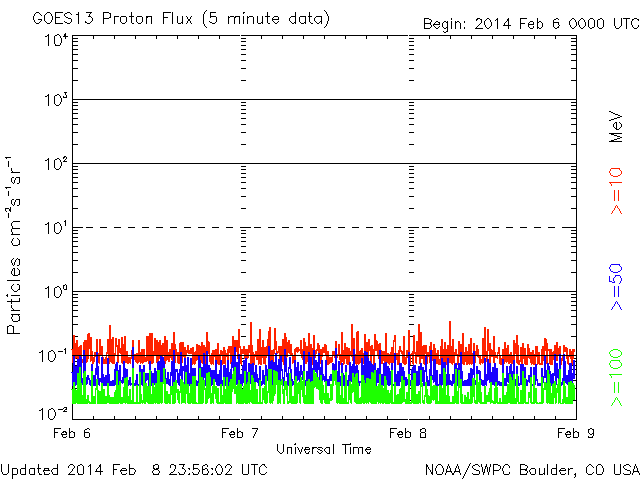 GOES13 Proton Flux (5 minute data)
Begin: 2014 Feb 6 0000 UTC
10⁴
10³
10²
10¹
10⁰
10⁻¹
10⁻²
Particles cm⁻²s⁻¹sr⁻¹
MeV
>=10
>=50
>=100
Feb 6
Feb 7
Feb 8
Feb 9
Universal Time
Updated 2014 Feb 8 23:56:02 UTC
NOAA/SWPC Boulder, CO USA